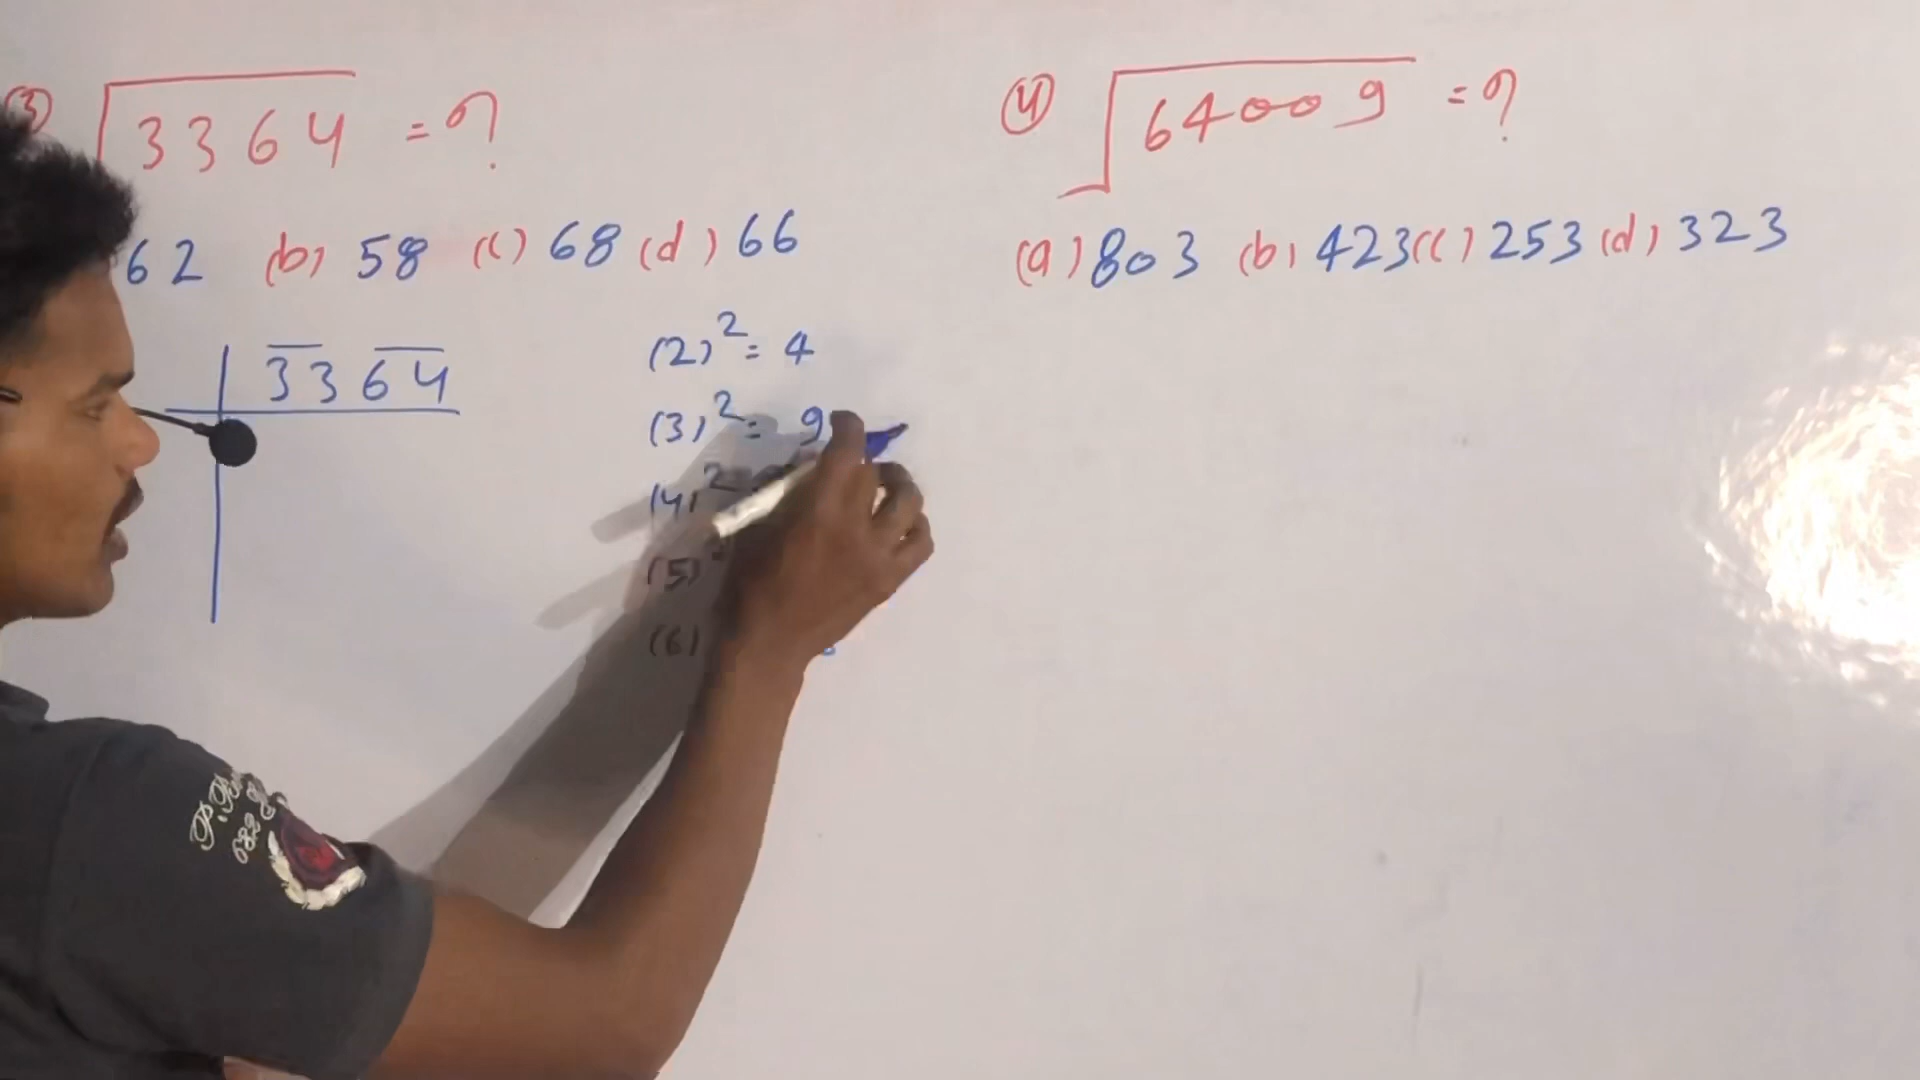 (3) √3364 = ?
62 (b) 58 (c) 68 (d) 66
3364
(2)² = 4
(3)² = 9
(4)² =
(5)²
(6)
(4) √64009 = ?
(a) 803 (b) 423 (c) 253 (d) 323